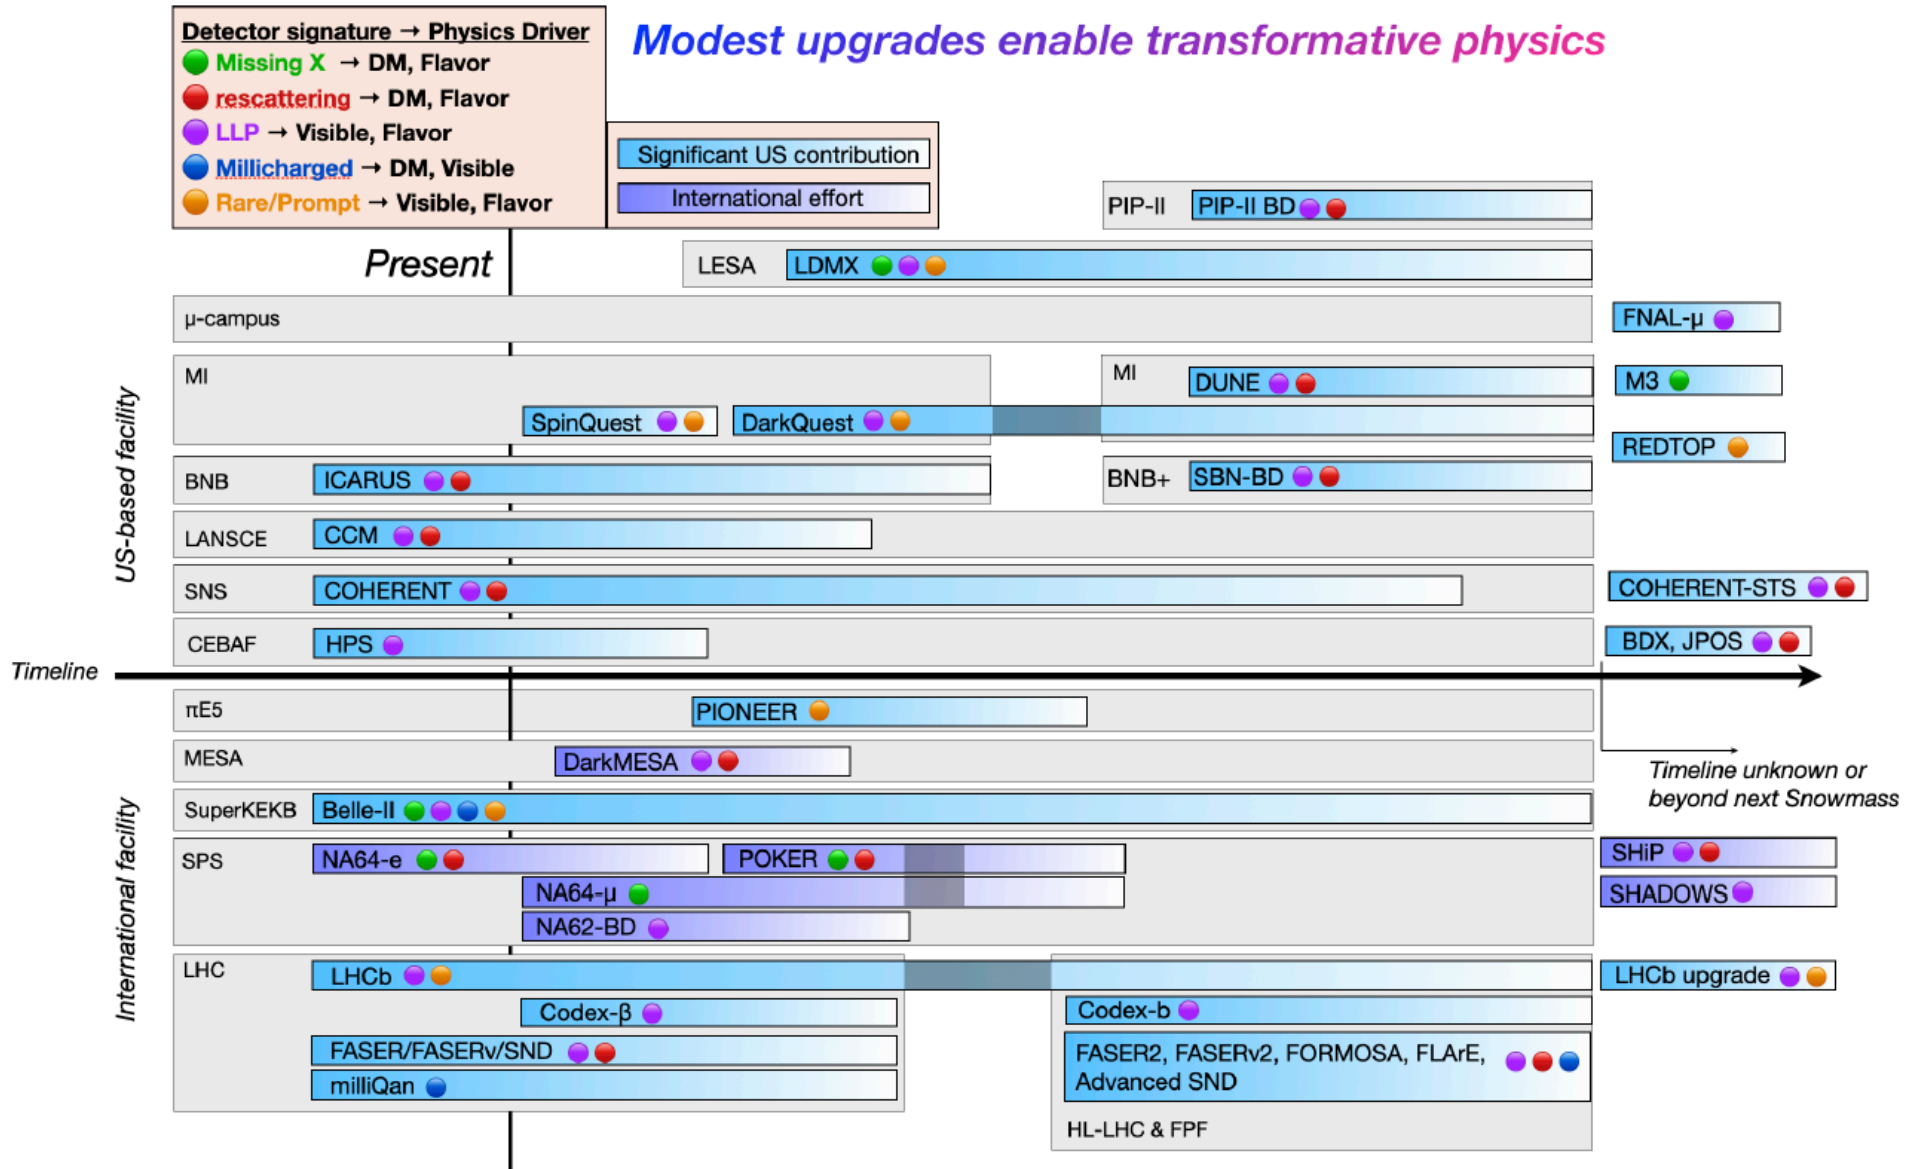 Detector signature → Physics Driver
Missing X → DM, Flavor
rescattering → DM, Flavor
LLP → Visible, Flavor
Millicharged → DM, Visible
Rare/Prompt → Visible, Flavor
Modest upgrades enable transformative physics
Significant US contribution
International effort
PIP-II
PIP-II BD
Present
LESA
LDMX
μ-campus
FNAL-μ
MI
MI
DUNE
M3
SpinQuest
DarkQuest
REDTOP
BNB
ICARUS
BNB+
SBN-BD
LANSCE
CCM
SNS
COHERENT
COHERENT-STS
CEBAF
HPS
BDX, JPOS
US-based facility
Timeline
πE5
PIONEER
MESA
DarkMESA
Timeline unknown or
beyond next Snowmass
SuperKEKB
Belle-II
SPS
NA64-e
POKER
SHiP
NA64-μ
SHADOWS
NA62-BD
International facility
LHC
LHCb
LHCb upgrade
Codex-β
Codex-b
FASER/FASERν/SND
FASER2, FASERν2, FORMOSA, FLArE,
Advanced SND
milliQan
HL-LHC & FPF